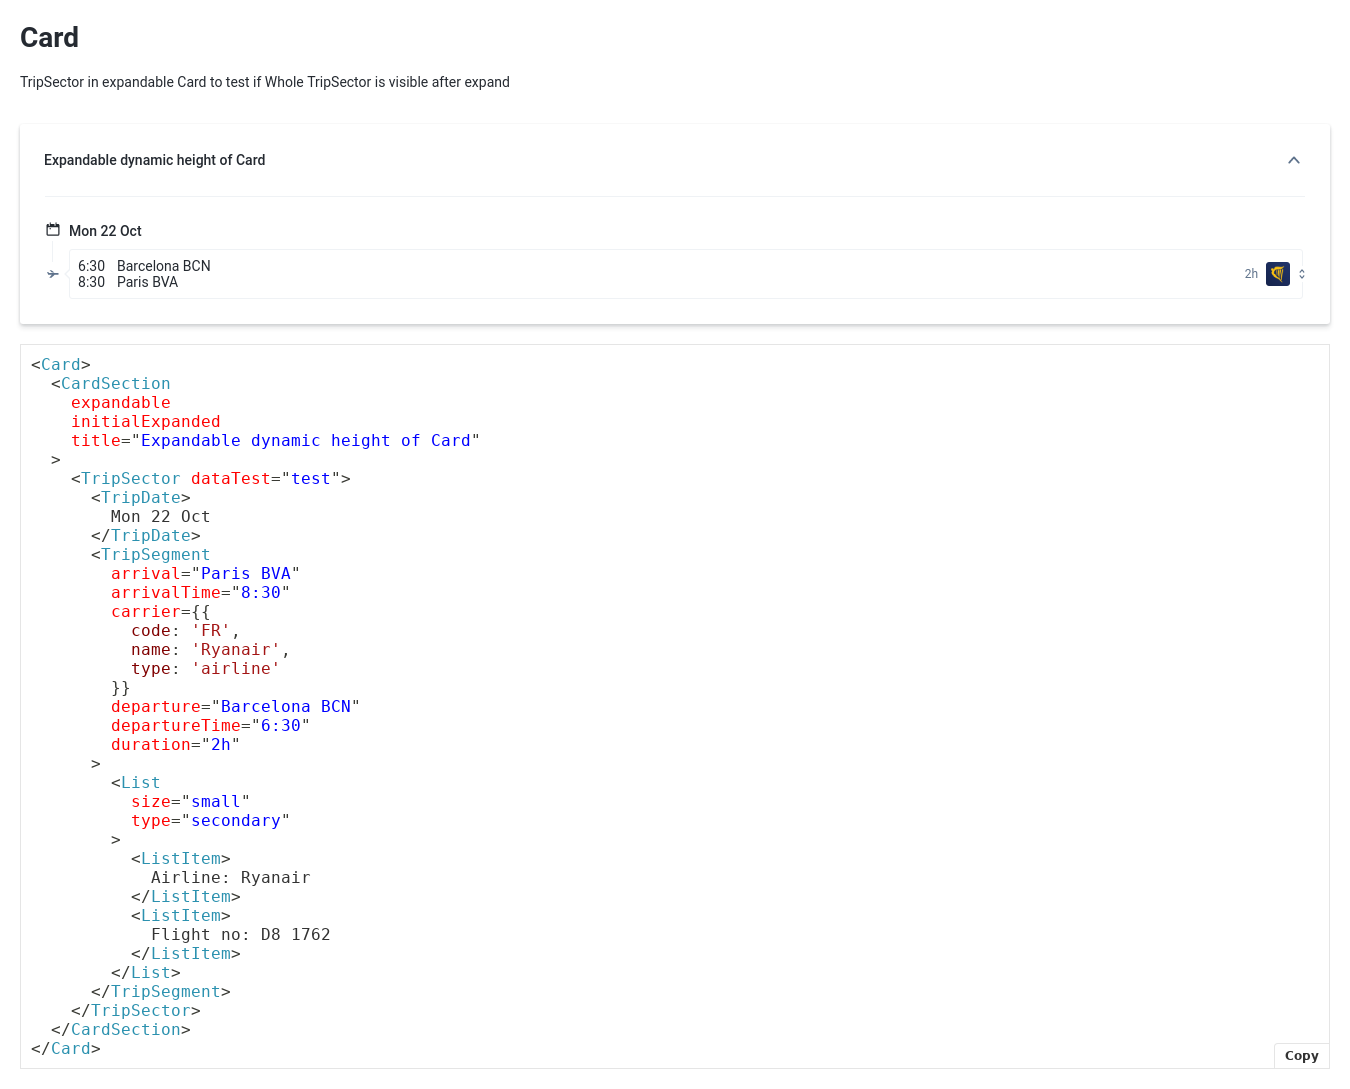 Card
TripSector in expandable Card to test if Whole TripSector is visible after expand
Expandable dynamic height of Card
Mon 22 Oct
6:30 Barcelona BCN
8:30 Paris BVA
2h
<Card>
  <CardSection
    expandable
    initialExpanded
    title="Expandable dynamic height of Card"
  >
    <TripSector dataTest="test">
      <TripDate>
        Mon 22 Oct
      </TripDate>
      <TripSegment
        arrival="Paris BVA"
        arrivalTime="8:30"
        carrier={{
          code: 'FR',
          name: 'Ryanair',
          type: 'airline'
        }}
        departure="Barcelona BCN"
        departureTime="6:30"
        duration="2h"
      >
        <List
          size="small"
          type="secondary"
        >
          <ListItem>
            Airline: Ryanair
          </ListItem>
          <ListItem>
            Flight no: D8 1762
          </ListItem>
        </List>
      </TripSegment>
    </TripSector>
  </CardSection>
</Card>
Copy